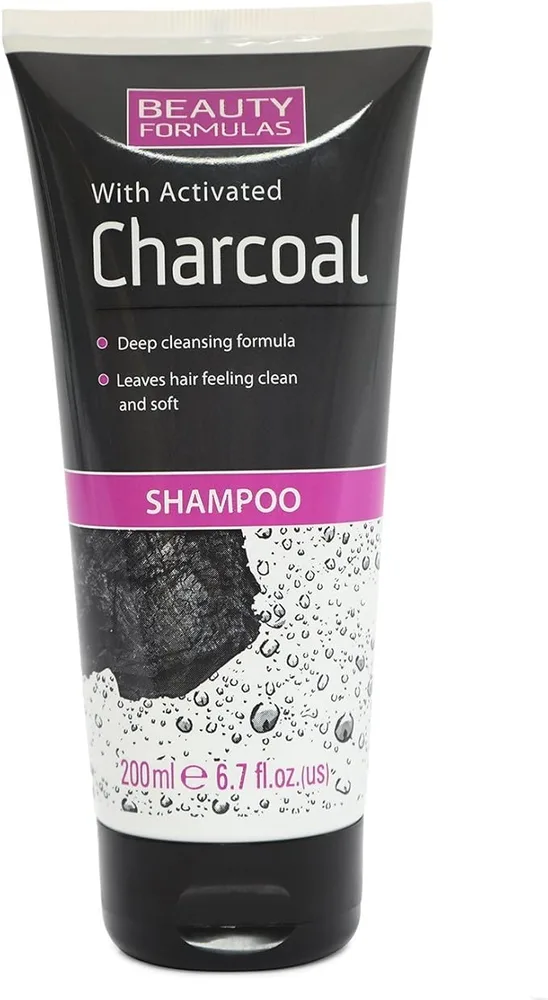 BEAUTY
FORMULAS
With Activated
Charcoal
Deep cleansing formula
Leaves hair feeling clean
and soft
SHAMPOO
200ml ℮ 6.7 fl.oz.(us)